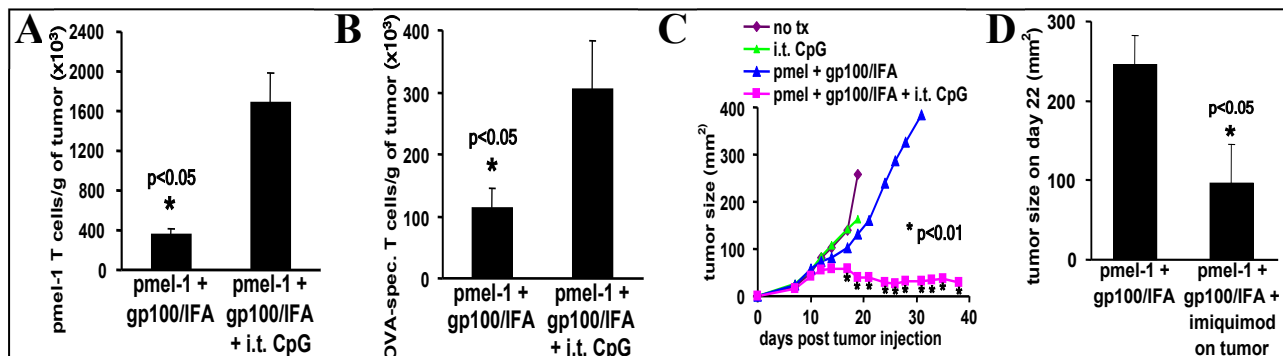 A
pmel-1 T cells/g of tumor (x10³)
2400
2000
1600
1200
800
400
0
p<0.05
*
pmel-1 +
gp100/IFA
pmel-1 +
gp100/IFA
+ i.t. CpG
B
OVA-spec. T cells/g of tumor (x10³)
400
300
200
100
0
p<0.05
*
pmel-1 +
gp100/IFA
pmel-1 +
gp100/IFA
+ i.t. CpG
C
no tx
i.t. CpG
pmel + gp100/IFA
pmel + gp100/IFA + i.t. CpG
tumor size (mm²)
400
300
200
100
0
* p<0.01
* * * * * * * * * *
0 10 20 30 40
days post tumor injection
D
tumor size on day 22 (mm²)
300
200
100
0
p<0.05
*
pmel-1 +
gp100/IFA
pmel-1 +
gp100/IFA +
imiquimod
on tumor